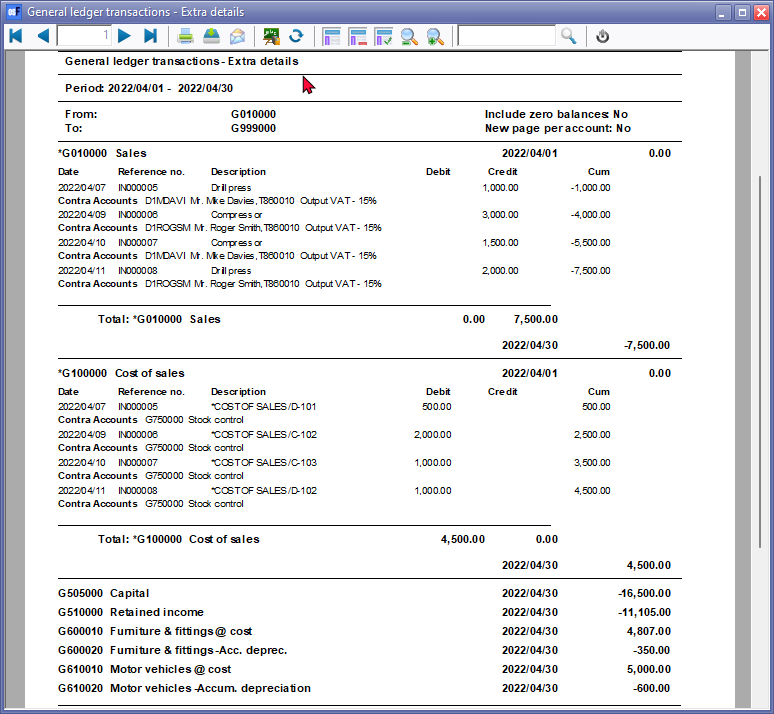 General ledger transactions - Extra details
1
General ledger transactions - Extra details
Period: 2022/04/01 - 2022/04/30
From: G010000 Include zero balances: No
To: G999000 New page per account: No
*G010000 Sales 2022/04/01 0.00
Date Reference no. Description Debit Credit Cum
2022/04/07 IN000005 Drill press 1,000.00 -1,000.00
Contra Accounts D1MDAVI Mr. Mike Davies,T860010 Output VAT - 15%
2022/04/09 IN000006 Compressor 3,000.00 -4,000.00
Contra Accounts D1ROGSM Mr. Roger Smith,T860010 Output VAT - 15%
2022/04/10 IN000007 Compressor 1,500.00 -5,500.00
Contra Accounts D1MDAVI Mr. Mike Davies,T860010 Output VAT - 15%
2022/04/11 IN000008 Drill press 2,000.00 -7,500.00
Contra Accounts D1ROGSM Mr. Roger Smith,T860010 Output VAT - 15%
Total: *G010000 Sales 0.00 7,500.00
2022/04/30 -7,500.00
*G100000 Cost of sales 2022/04/01 0.00
Date Reference no. Description Debit Credit Cum
2022/04/07 IN000005 *COST OF SALES/D-101 500.00 500.00
Contra Accounts G750000 Stock control
2022/04/09 IN000006 *COST OF SALES/C-102 2,000.00 2,500.00
Contra Accounts G750000 Stock control
2022/04/10 IN000007 *COST OF SALES/C-103 1,000.00 3,500.00
Contra Accounts G750000 Stock control
2022/04/11 IN000008 *COST OF SALES/D-102 1,000.00 4,500.00
Contra Accounts G750000 Stock control
Total: *G100000 Cost of sales 4,500.00 0.00
2022/04/30 4,500.00
G505000 Capital 2022/04/30 -16,500.00
G510000 Retained income 2022/04/30 -11,105.00
G600010 Furniture & fittings @ cost 2022/04/30 4,807.00
G600020 Furniture & fittings -Acc. deprec. 2022/04/30 -350.00
G610010 Motor vehicles @ cost 2022/04/30 5,000.00
G610020 Motor vehicles -Accum. depreciation 2022/04/30 -600.00